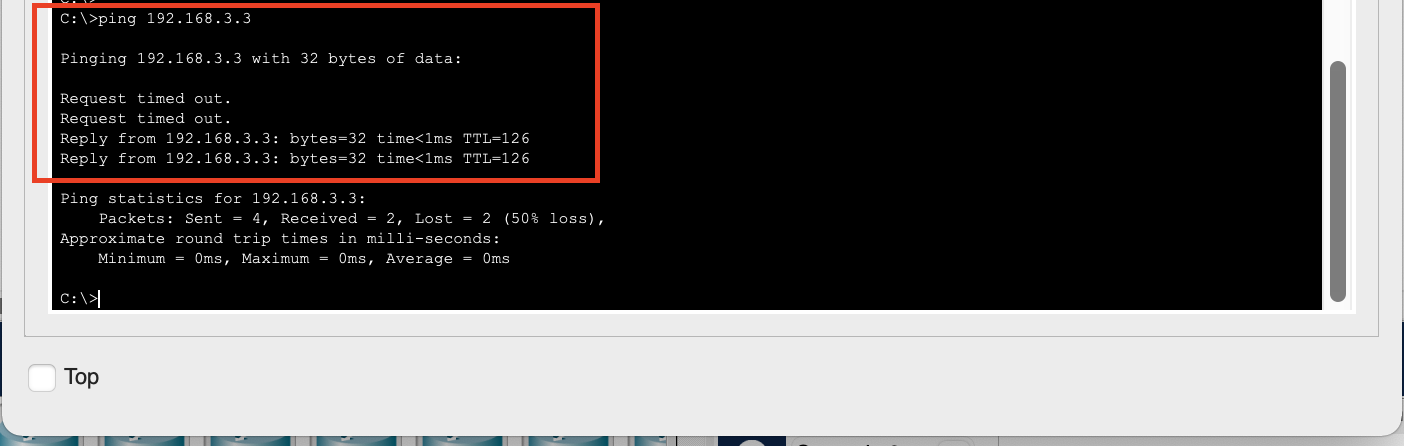 C:\>ping 192.168.3.3
Pinging 192.168.3.3 with 32 bytes of data:
Request timed out.
Request timed out.
Reply from 192.168.3.3: bytes=32 time<1ms TTL=126
Reply from 192.168.3.3: bytes=32 time<1ms TTL=126
Ping statistics for 192.168.3.3:
Packets: Sent = 4, Received = 2, Lost = 2 (50% loss),
Approximate round trip times in milli-seconds:
Minimum = 0ms, Maximum = 0ms, Average = 0ms
C:\>
Top